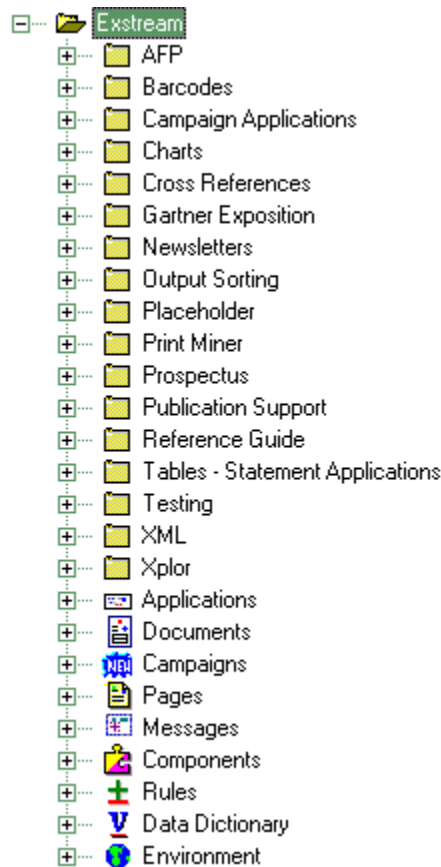 Exstream
AFP
Barcodes
Campaign Applications
Charts
Cross References
Gartner Exposition
Newsletters
Output Sorting
Placeholder
Print Miner
Prospectus
Publication Support
Reference Guide
Tables - Statement Applications
Testing
XML
Xplor
Applications
Documents
NEW Campaigns
Pages
Messages
Components
Rules
V Data Dictionary
Environment